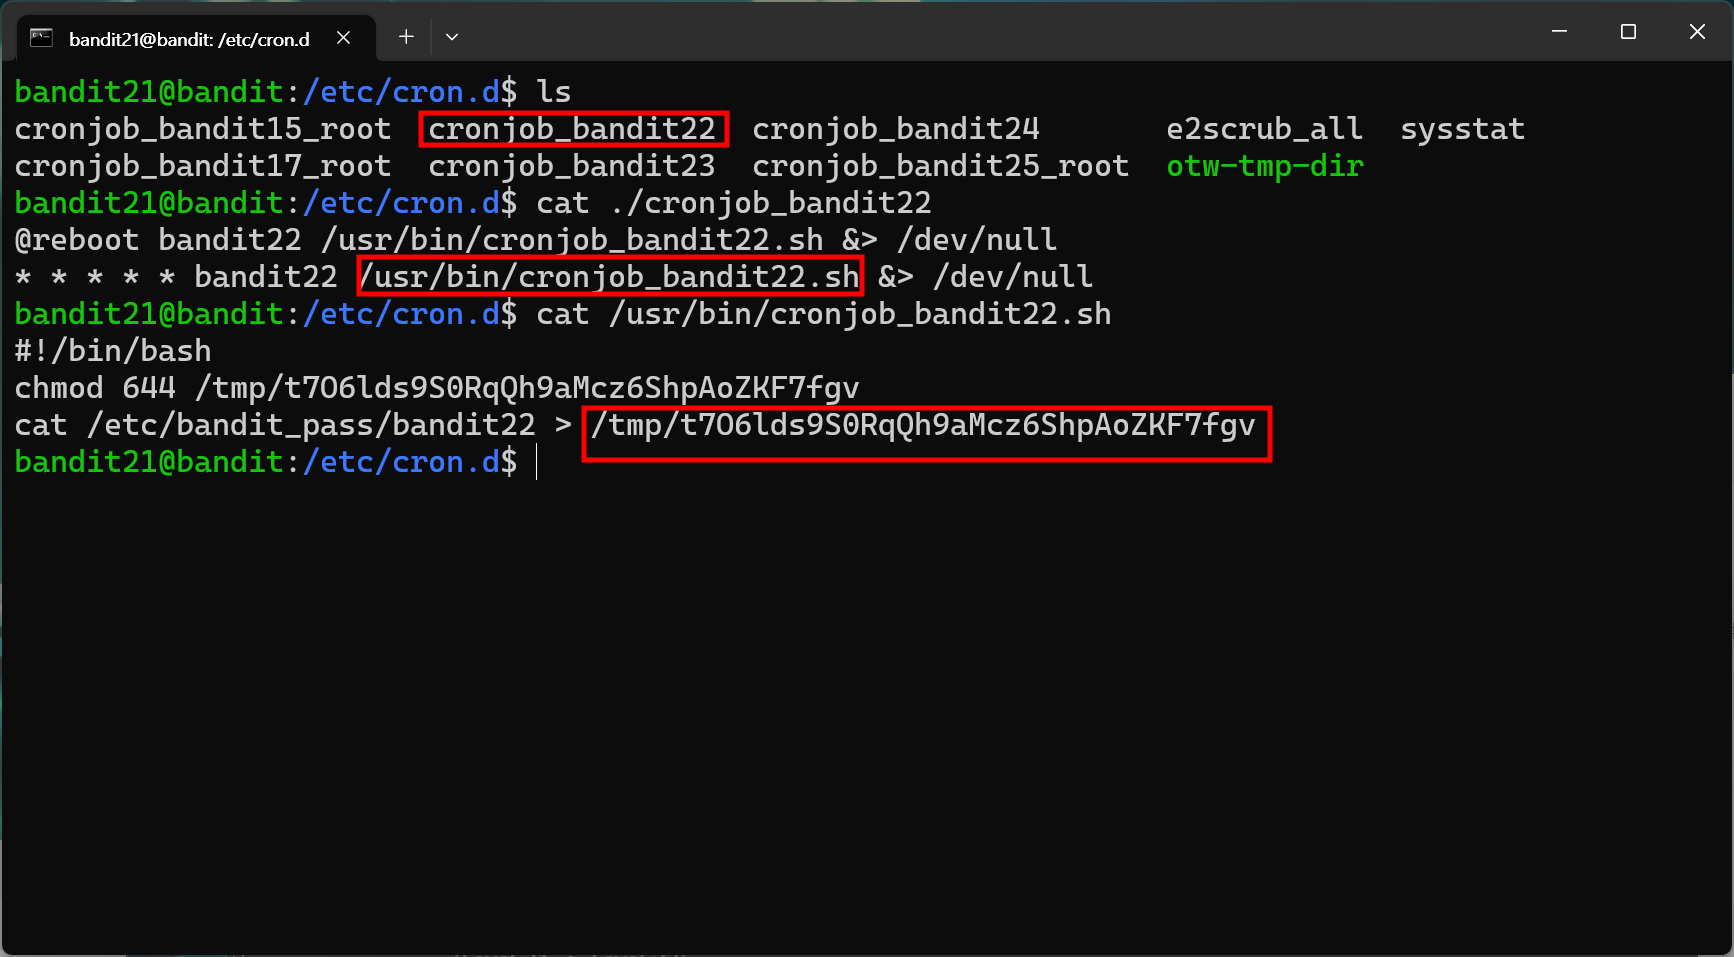 bandit21@bandit: /etc/cron.d
bandit21@bandit:/etc/cron.d$ ls
cronjob_bandit15_root cronjob_bandit22 cronjob_bandit24 e2scrub_all sysstat
cronjob_bandit17_root cronjob_bandit23 cronjob_bandit25_root otw-tmp-dir
bandit21@bandit:/etc/cron.d$ cat ./cronjob_bandit22
@reboot bandit22 /usr/bin/cronjob_bandit22.sh &> /dev/null
* * * * * bandit22 /usr/bin/cronjob_bandit22.sh &> /dev/null
bandit21@bandit:/etc/cron.d$ cat /usr/bin/cronjob_bandit22.sh
#!/bin/bash
chmod 644 /tmp/t7O6lds9S0RqQh9aMcz6ShpAoZKF7fgv
cat /etc/bandit_pass/bandit22 > /tmp/t7O6lds9S0RqQh9aMcz6ShpAoZKF7fgv
bandit21@bandit:/etc/cron.d$